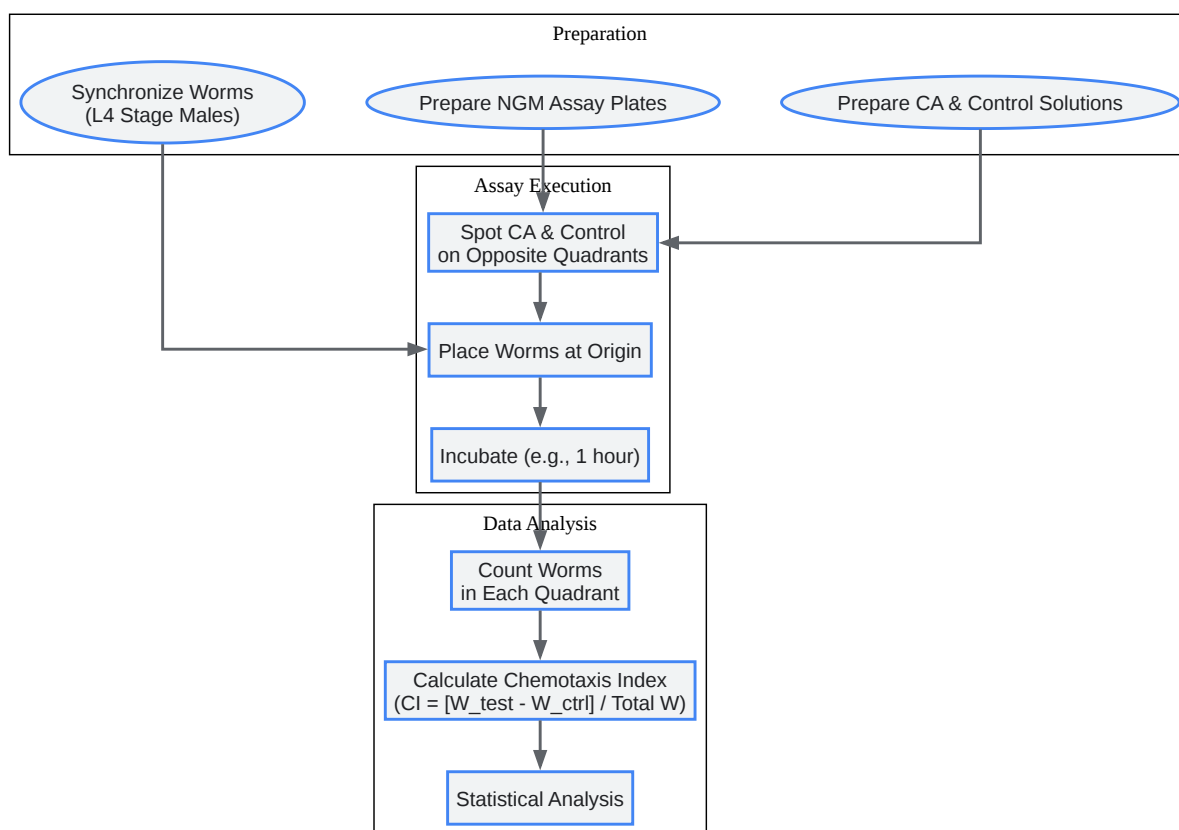 Preparation
Synchronize Worms
(L4 Stage Males)
Prepare NGM Assay Plates
Prepare CA & Control Solutions
Assay Execution
Spot CA & Control
on Opposite Quadrants
Place Worms at Origin
Incubate (e.g., 1 hour)
Data Analysis
Count Worms
in Each Quadrant
Calculate Chemotaxis Index
(CI = [W_test - W_ctrl] / Total W)
Statistical Analysis